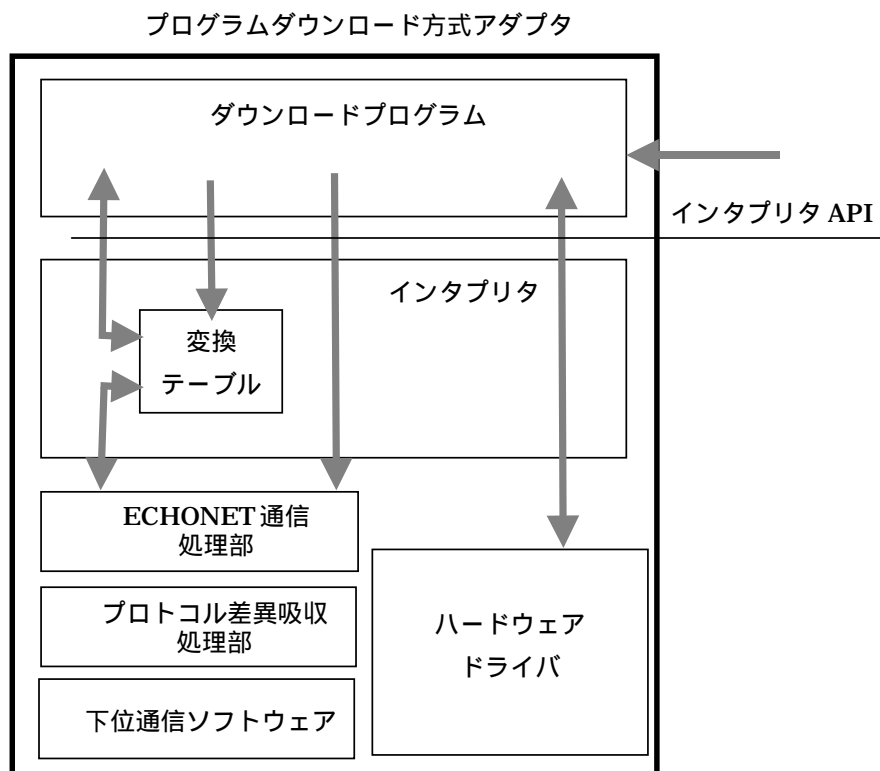 プログラムダウンロード方式アダプタ
ダウンロードプログラム
インタプリタ API
インタプリタ
変換
テーブル
ECHONET 通信
処理部
プロトコル差異吸収
処理部
ハードウェア
ドライバ
下位通信ソフトウェア